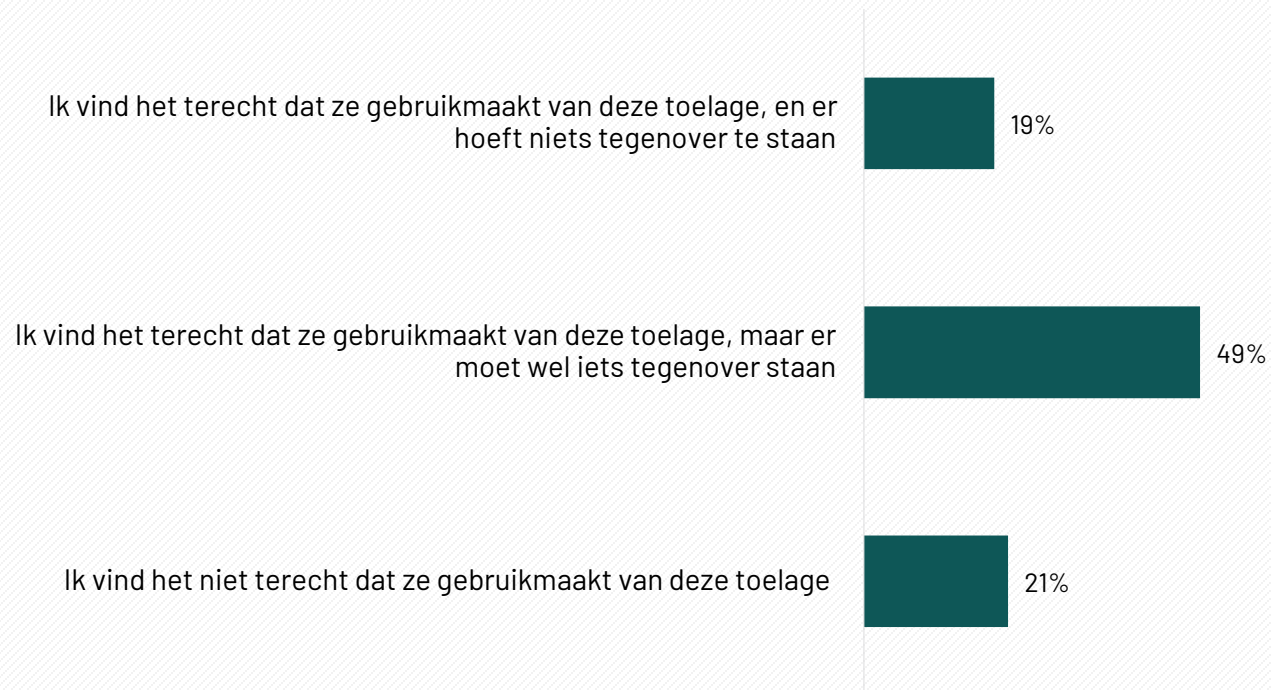 Ik vind het terecht dat ze gebruikmaakt van deze toelage, en er
hoeft niets tegenover te staan
19%
Ik vind het terecht dat ze gebruikmaakt van deze toelage, maar er
moet wel iets tegenover staan
49%
Ik vind het niet terecht dat ze gebruikmaakt van deze toelage
21%